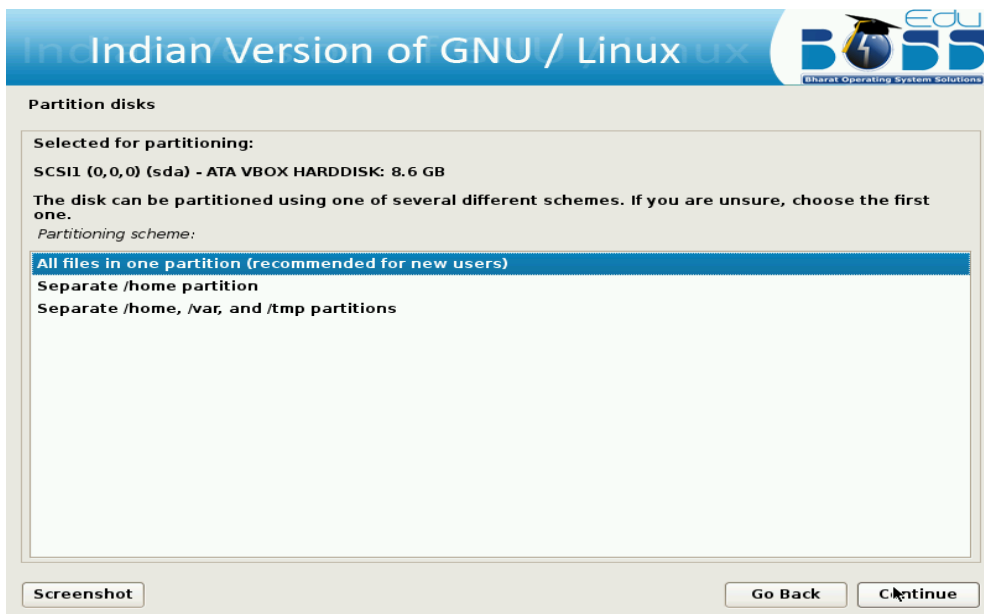 Indian Version of GNU / Linux
Edu
BOSS
Bharat Operating System Solutions
Partition disks
Selected for partitioning:
SCSI1 (0,0,0) (sda) - ATA VBOX HARDDISK: 8.6 GB
The disk can be partitioned using one of several different schemes. If you are unsure, choose the first
one.
Partitioning scheme:
All files in one partition (recommended for new users)
Separate /home partition
Separate /home, /var, and /tmp partitions
Screenshot
Go Back
Continue